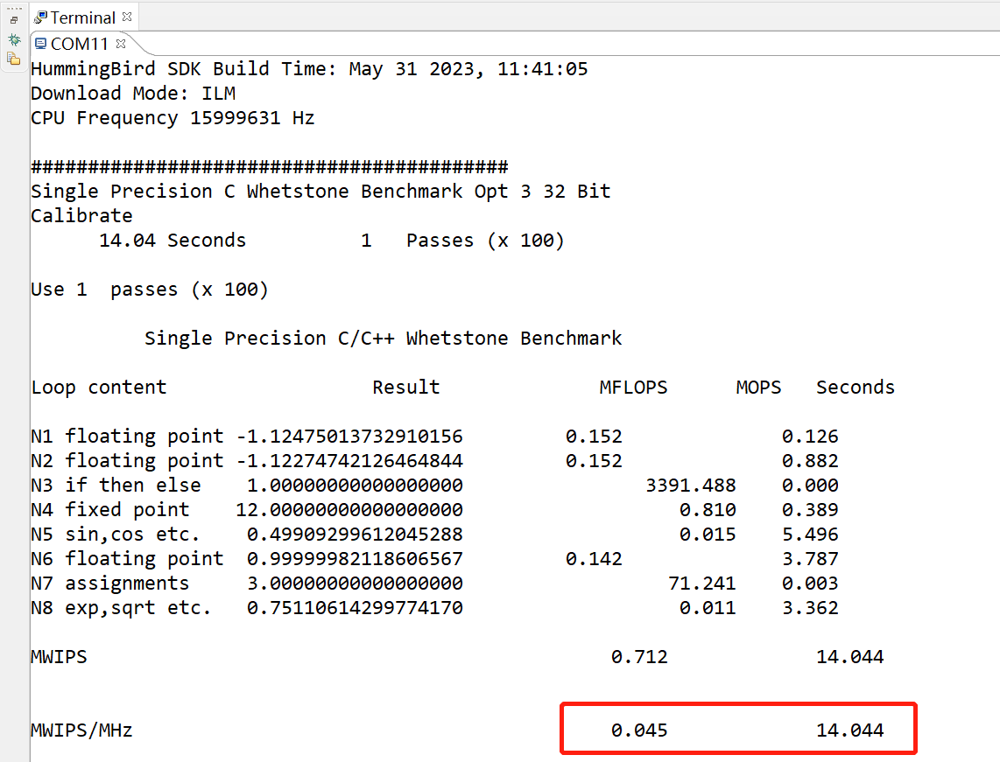 Terminal
COM11
HummingBird SDK Build Time: May 31 2023, 11:41:05
Download Mode: ILM
CPU Frequency 15999631 Hz
##########################################
Single Precision C Whetstone Benchmark Opt 3 32 Bit
Calibrate
14.04 Seconds 1 Passes (x 100)
Use 1 passes (x 100)
Single Precision C/C++ Whetstone Benchmark
Loop content Result MFLOPS MOPS Seconds
N1 floating point -1.12475013732910156 0.152 0.126
N2 floating point -1.12274742126464844 0.152 0.882
N3 if then else 1.00000000000000000 3391.488 0.000
N4 fixed point 12.00000000000000000 0.810 0.389
N5 sin,cos etc. 0.49909299612045288 0.015 5.496
N6 floating point 0.99999982118606567 0.142 3.787
N7 assignments 3.00000000000000000 71.241 0.003
N8 exp,sqrt etc. 0.75110614299774170 0.011 3.362
MWIPS 0.712 14.044
MWIPS/MHz 0.045 14.044